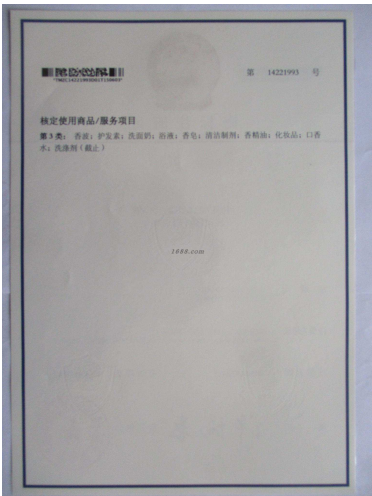 第 14221993 号
核定使用商品/服务项目
第 3 类: 香波; 护发素; 洗面奶; 浴液; 香皂; 清洁制剂; 香精油; 化妆品; 口香
水; 洗涤剂 (截止)
1688.com